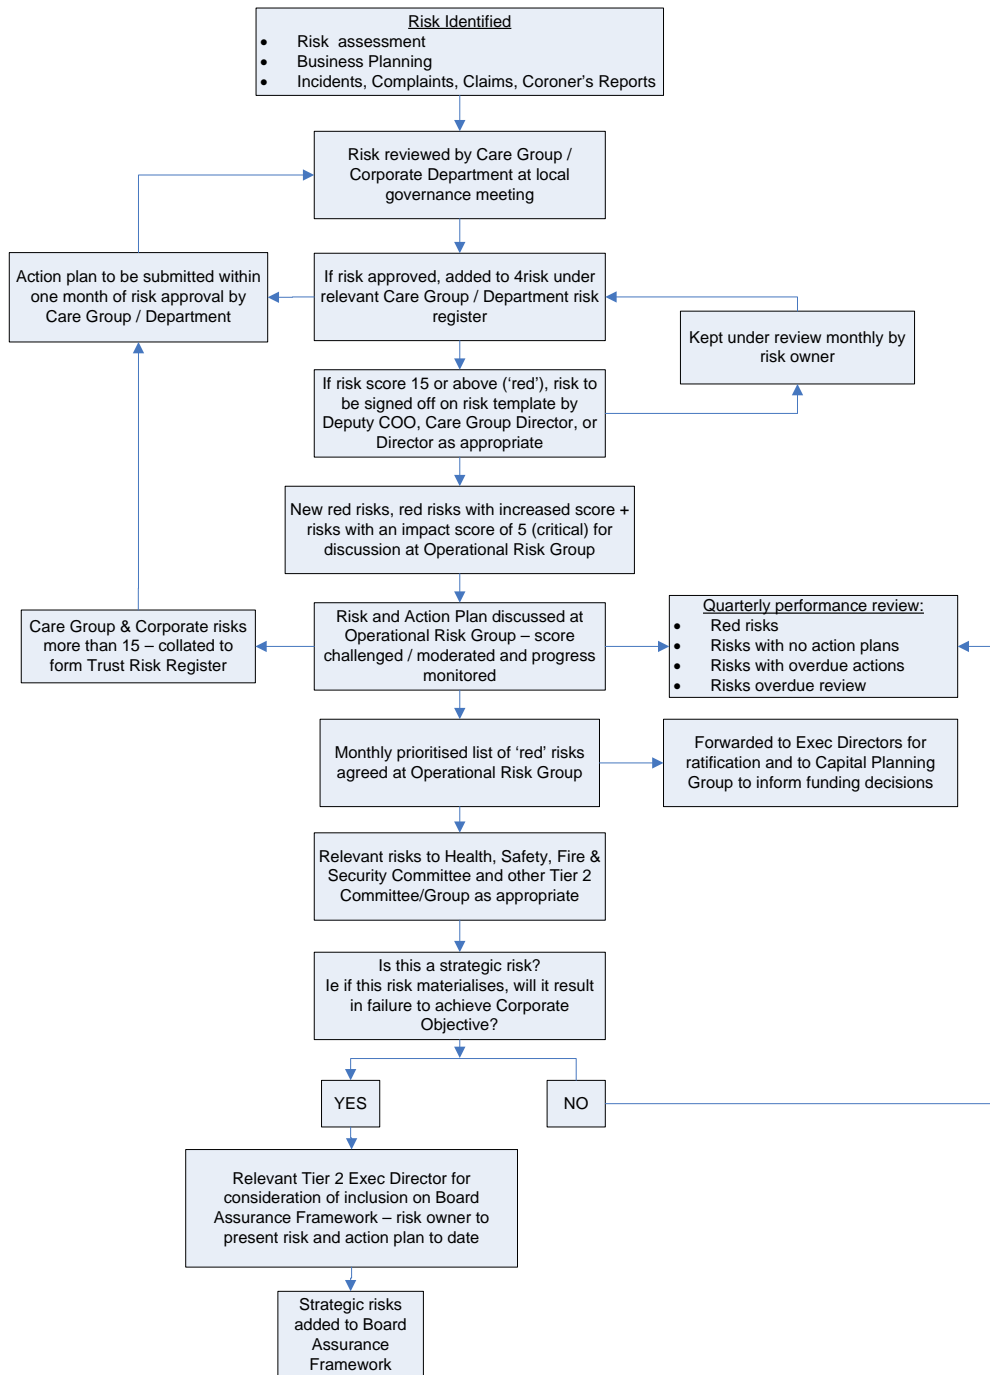 Risk Identified
• Risk assessment
• Business Planning
• Incidents, Complaints, Claims, Coroner's Reports
Risk reviewed by Care Group /
Corporate Department at local
governance meeting
Action plan to be submitted within
one month of risk approval by
Care Group / Department
If risk approved, added to 4risk under
relevant Care Group / Department risk
register
Kept under review monthly by
risk owner
If risk score 15 or above (‘red’), risk to
be signed off on risk template by
Deputy COO, Care Group Director, or
Director as appropriate
New red risks, red risks with increased score +
risks with an impact score of 5 (critical) for
discussion at Operational Risk Group
Care Group & Corporate risks
more than 15 – collated to
form Trust Risk Register
Risk and Action Plan discussed at
Operational Risk Group – score
challenged / moderated and progress
monitored
Quarterly performance review:
• Red risks
• Risks with no action plans
• Risks with overdue actions
• Risks overdue review
Monthly prioritised list of ‘red’ risks
agreed at Operational Risk Group
Forwarded to Exec Directors for
ratification and to Capital Planning
Group to inform funding decisions
Relevant risks to Health, Safety, Fire &
Security Committee and other Tier 2
Committee/Group as appropriate
Is this a strategic risk?
Ie if this risk materialises, will it result
in failure to achieve Corporate
Objective?
YES
NO
Relevant Tier 2 Exec Director for
consideration of inclusion on Board
Assurance Framework – risk owner to
present risk and action plan to date
Strategic risks
added to Board
Assurance
Framework